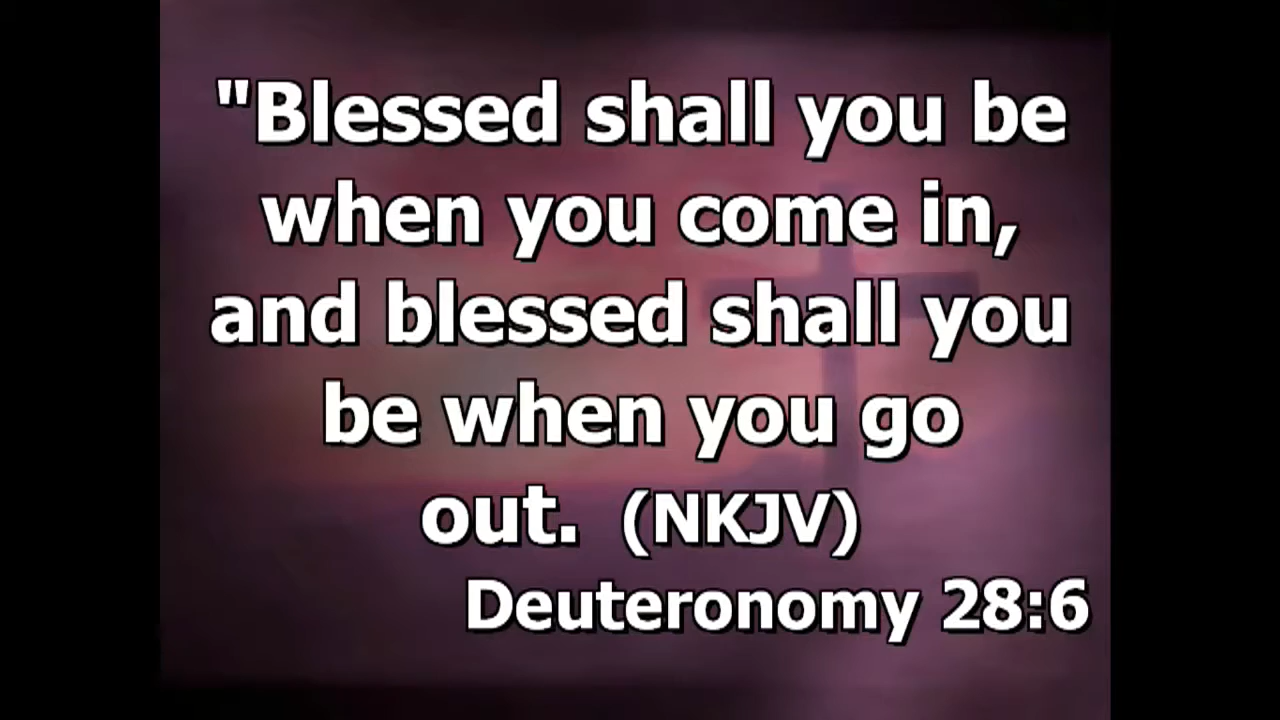 "Blessed shall you be
when you come in,
and blessed shall you
be when you go
out. (NKJV)
Deuteronomy 28:6